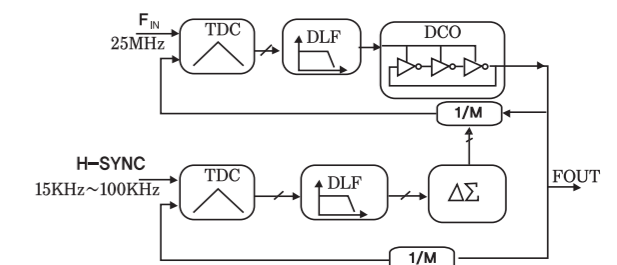 F_IN
25MHz
TDC
DLF
DCO
1/M
H-SYNC
15KHz~100KHz
TDC
DLF
ΔΣ
FOUT
1/M